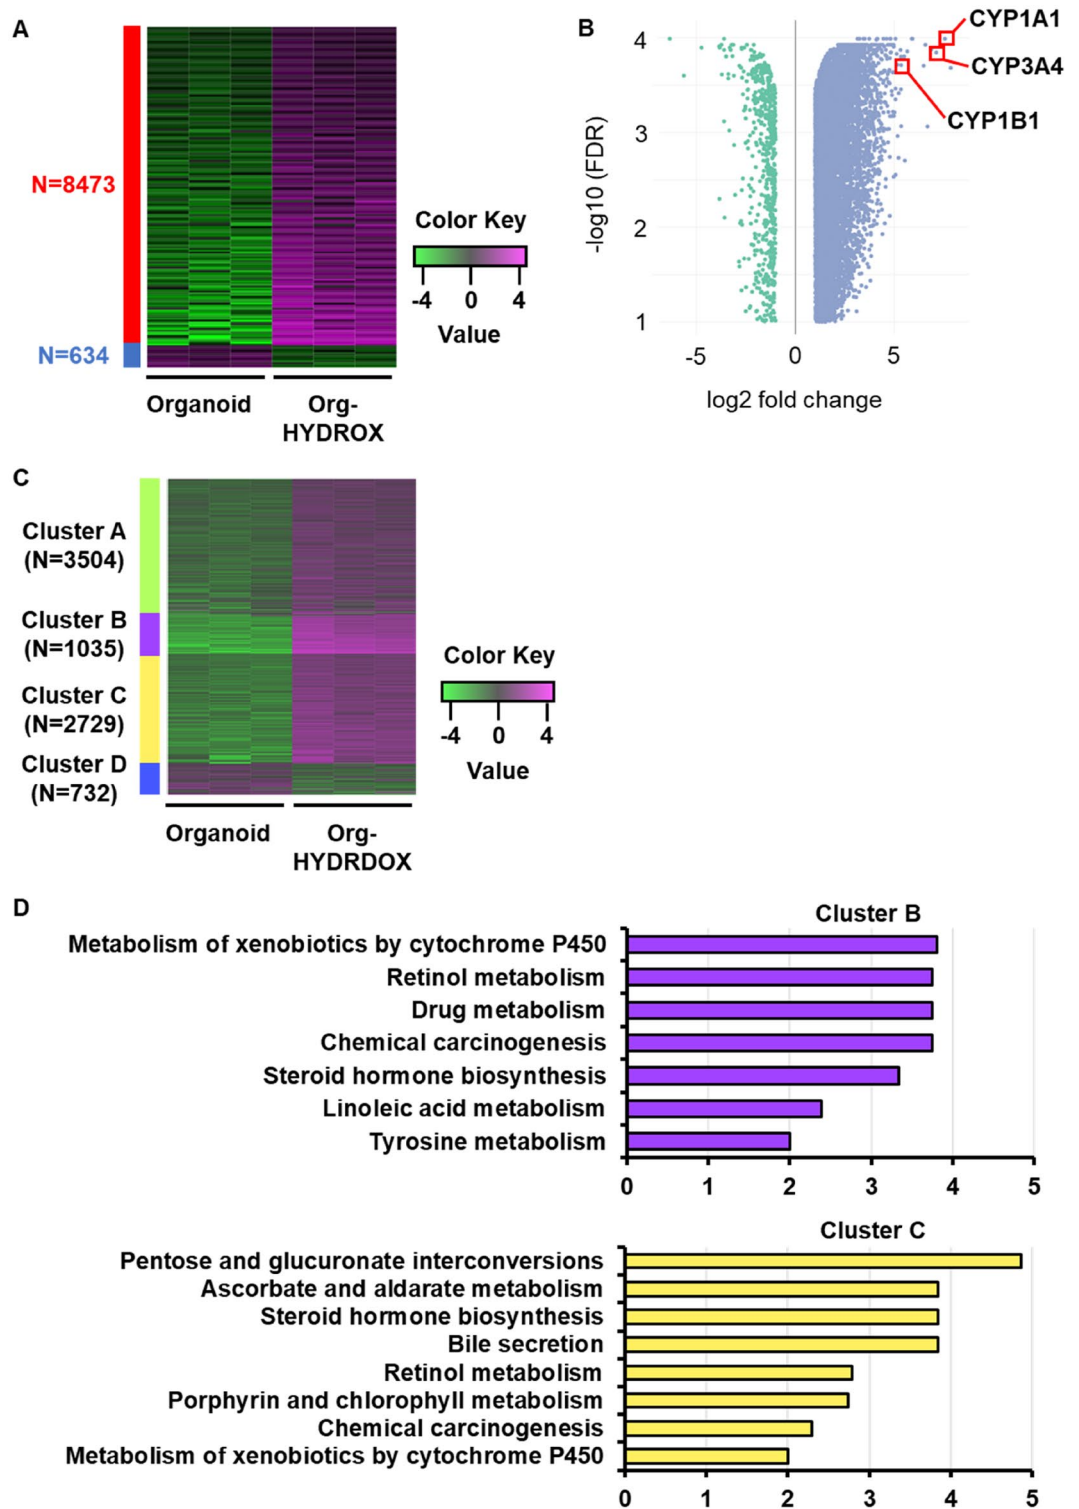 A
N=8473
N=634
Color Key
-4 0 4
Value
Organoid
Org-
HYDROX
B
CYP1A1
CYP3A4
CYP1B1
-log10 (FDR)
4
3
2
1
-5 0 5
log2 fold change
C
Cluster A
(N=3504)
Cluster B
(N=1035)
Cluster C
(N=2729)
Cluster D
(N=732)
Color Key
-4 0 4
Value
Organoid
Org-
HYDRDOX
D
Cluster B
Metabolism of xenobiotics by cytochrome P450
Retinol metabolism
Drug metabolism
Chemical carcinogenesis
Steroid hormone biosynthesis
Linoleic acid metabolism
Tyrosine metabolism
0 1 2 3 4 5
Cluster C
Pentose and glucuronate interconversions
Ascorbate and aldarate metabolism
Steroid hormone biosynthesis
Bile secretion
Retinol metabolism
Porphyrin and chlorophyll metabolism
Chemical carcinogenesis
Metabolism of xenobiotics by cytochrome P450
0 1 2 3 4 5